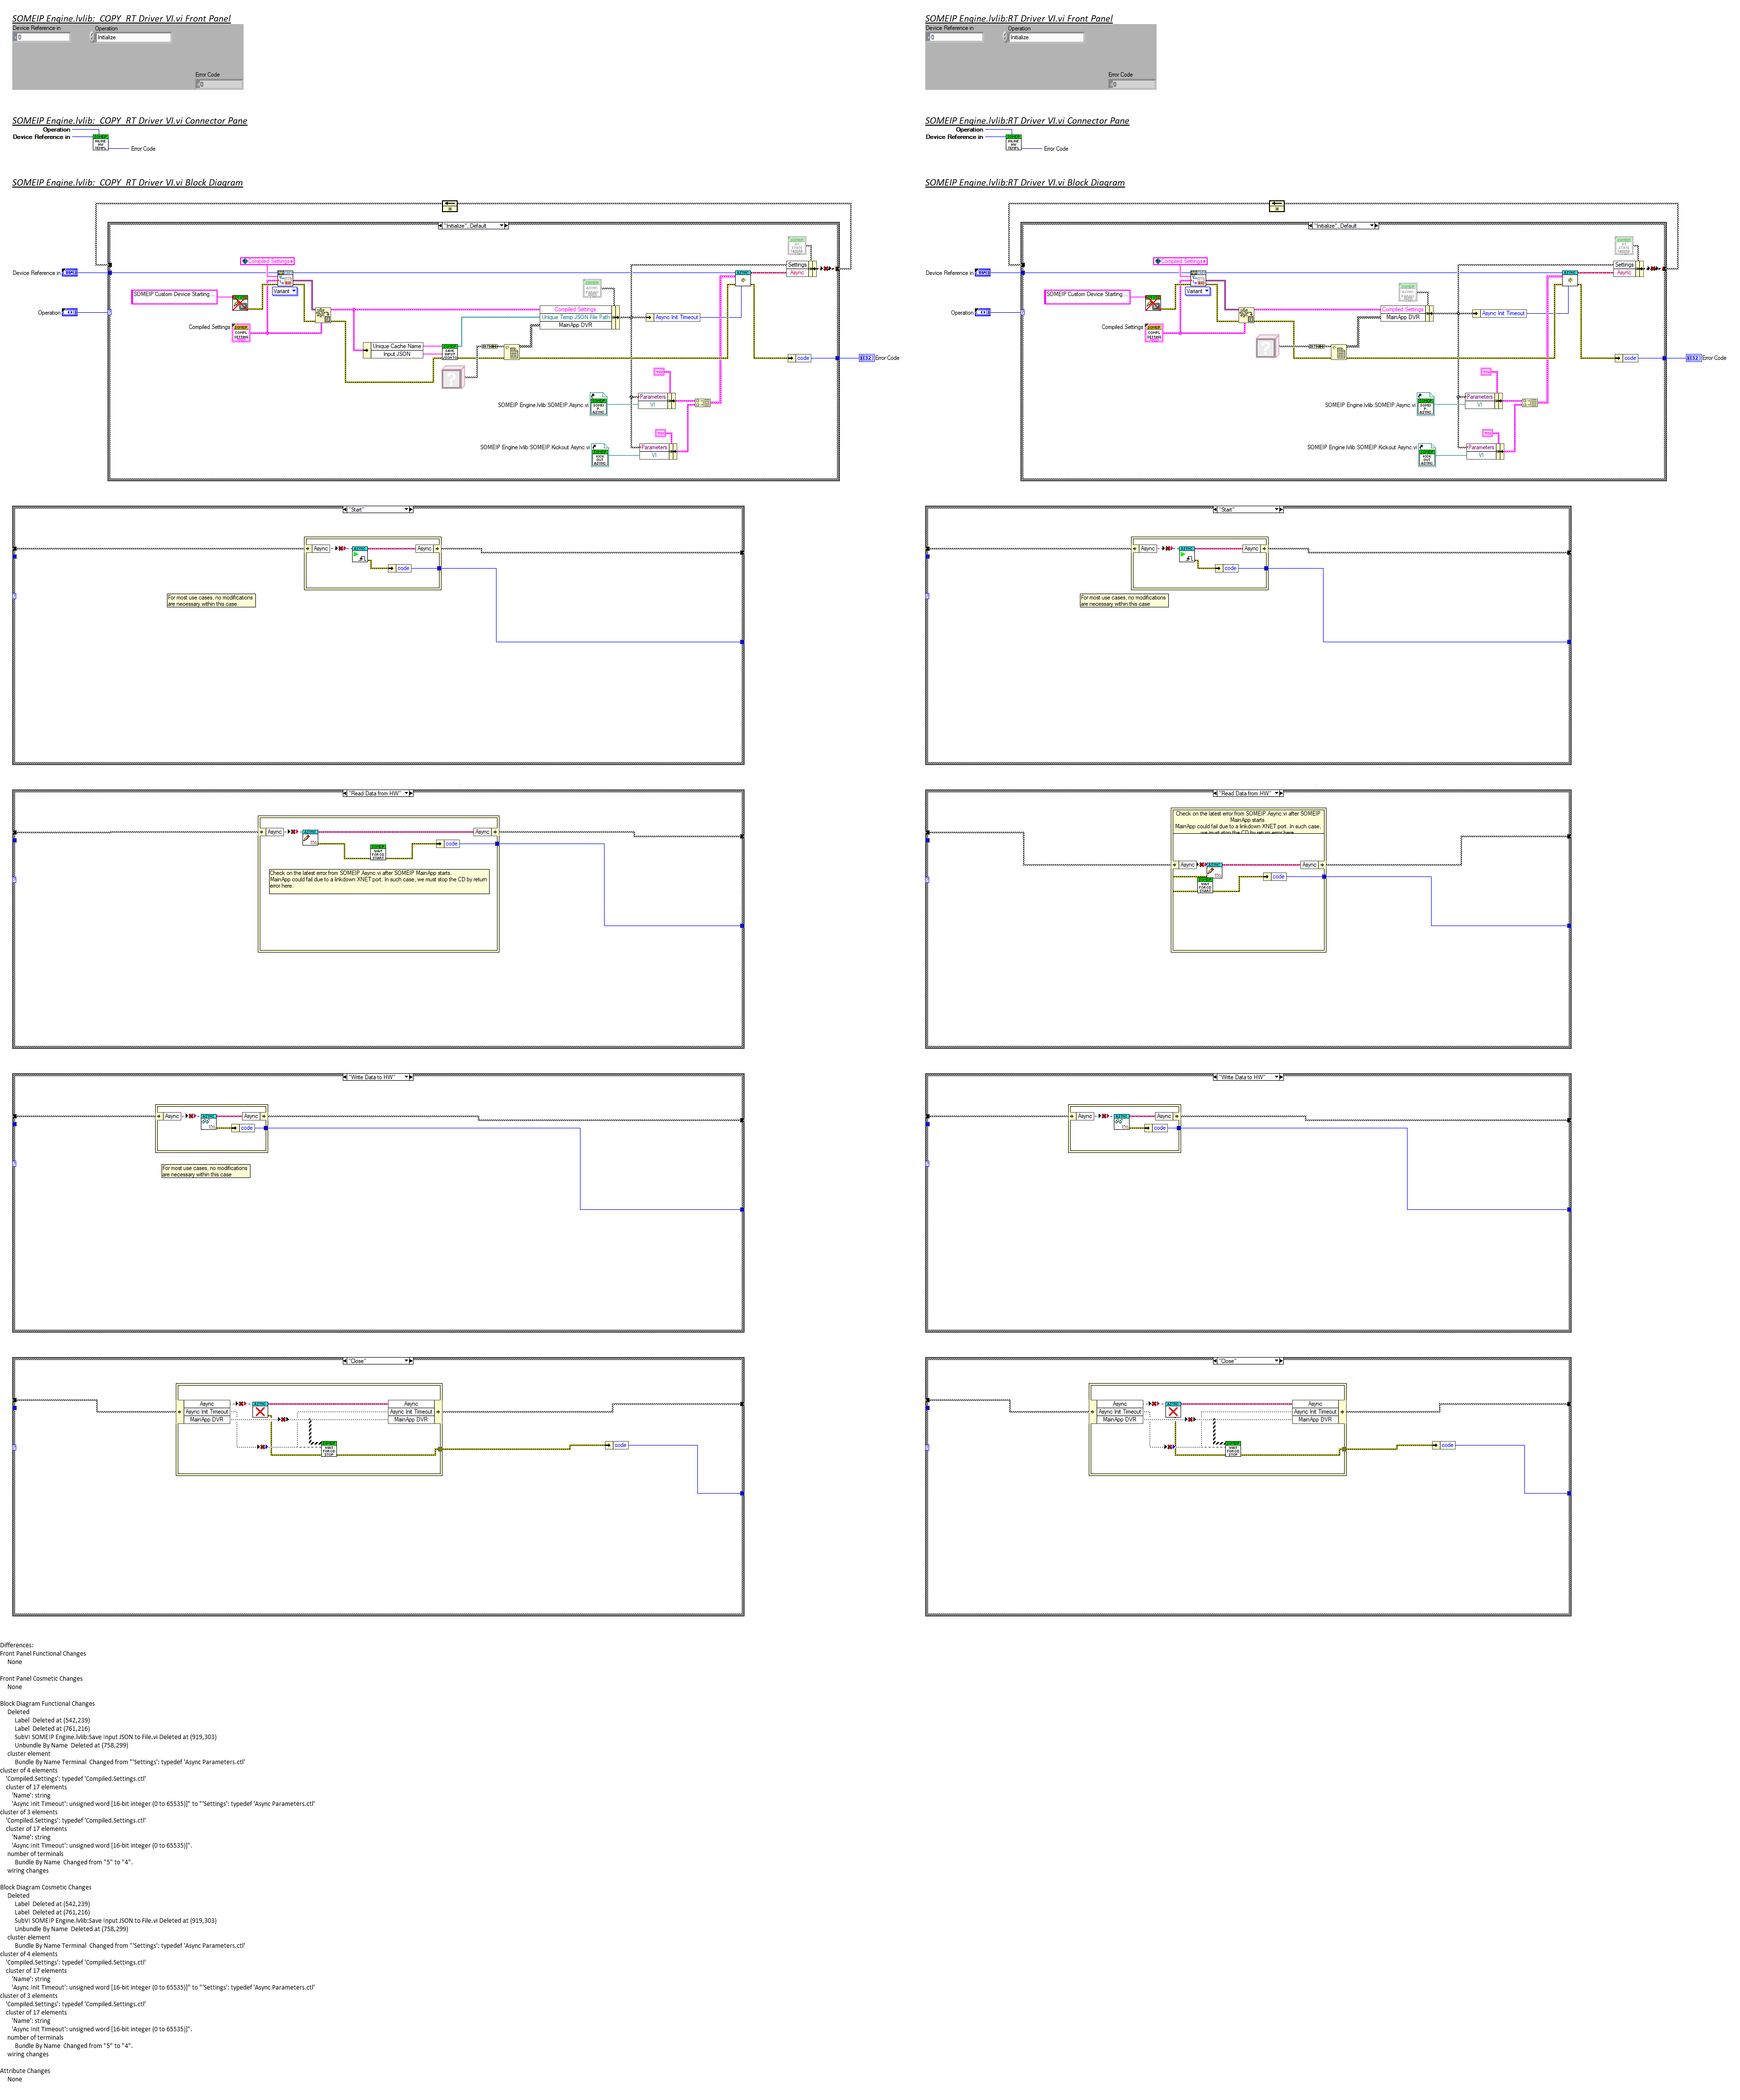 SOMEIP Engine.lvlib:_COPY_RT Driver VI.vi Front Panel
Device Reference in
Operation
0
Initialize
Error Code
0
SOMEIP Engine.lvlib:_COPY_RT Driver VI.vi Connector Pane
Operation
Device Reference in
Error Code
SOMEIP Engine.lvlib:_COPY_RT Driver VI.vi Block Diagram
"Initialize", Default
Compiled Settings
Device Reference in
Settings
Async
Variant
SOMEIP Custom Device Starting...
Compiled Settings
Unique Temp JSON File Path
MainApp DVR
Async Init Timeout
Operation
Compiled Settings
Unique Cache Name
Input JSON
code
Error Code
Parameters
VI
SOMEIP Engine.lvlib:SOMEIP.Async.vi
Parameters
VI
SOMEIP Engine.lvlib:SOMEIP.Kickout Async.vi
"Start"
Async
Async
code
For most use cases, no modifications
are necessary within this case
"Read Data from HW"
Async
Async
code
Check on the latest error from SOMEIP.Async.vi after SOMEIP MainApp starts.
MainApp could fail due to a linkdown XNET port. In such case, we must stop the CD by return
error here.
"Write Data to HW"
Async
Async
code
For most use cases, no modifications
are necessary within this case
"Close"
Async
Async Init Timeout
MainApp DVR
Async
Async Init Timeout
MainApp DVR
code
SOMEIP Engine.lvlib:RT Driver VI.vi Front Panel
Device Reference in
Operation
0
Initialize
Error Code
0
SOMEIP Engine.lvlib:RT Driver VI.vi Connector Pane
Operation
Device Reference in
Error Code
SOMEIP Engine.lvlib:RT Driver VI.vi Block Diagram
"Initialize", Default
Compiled Settings
Device Reference in
Settings
Async
Variant
SOMEIP Custom Device Starting...
Compiled Settings
MainApp DVR
Async Init Timeout
Operation
Compiled Settings
code
Error Code
Parameters
VI
SOMEIP Engine.lvlib:SOMEIP.Async.vi
Parameters
VI
SOMEIP Engine.lvlib:SOMEIP.Kickout Async.vi
"Start"
Async
Async
code
For most use cases, no modifications
are necessary within this case
"Read Data from HW"
Check on the latest error from SOMEIP.Async.vi after SOMEIP
MainApp starts.
MainApp could fail due to a linkdown XNET port. In such case,
we must stop the CD by return error here.
Async
Async
code
"Write Data to HW"
Async
Async
code
"Close"
Async
Async Init Timeout
MainApp DVR
Async
Async Init Timeout
MainApp DVR
code
Differences:
Front Panel Functional Changes
None
Front Panel Cosmetic Changes
None
Block Diagram Functional Changes
Deleted
Label Deleted at (542,239)
Label Deleted at (761,216)
SubVI SOMEIP Engine.lvlib:Save Input JSON to File.vi Deleted at (919,303)
Unbundle By Name Deleted at (758,299)
cluster element
Bundle By Name Terminal Changed from "'Settings': typedef 'Async Parameters.ctl'
cluster of 4 elements
'Compiled.Settings': typedef 'Compiled.Settings.ctl'
cluster of 17 elements
'Name': string
'Async Init Timeout': unsigned word [16-bit integer (0 to 65535)]" to "'Settings': typedef 'Async Parameters.ctl'
cluster of 3 elements
'Compiled.Settings': typedef 'Compiled.Settings.ctl'
cluster of 17 elements
'Name': string
'Async Init Timeout': unsigned word [16-bit integer (0 to 65535)]".
number of terminals
Bundle By Name Changed from "5" to "4".
wiring changes
Block Diagram Cosmetic Changes
Deleted
Label Deleted at (542,239)
Label Deleted at (761,216)
SubVI SOMEIP Engine.lvlib:Save Input JSON to File.vi Deleted at (919,303)
Unbundle By Name Deleted at (758,299)
cluster element
Bundle By Name Terminal Changed from "'Settings': typedef 'Async Parameters.ctl'
cluster of 4 elements
'Compiled.Settings': typedef 'Compiled.Settings.ctl'
cluster of 17 elements
'Name': string
'Async Init Timeout': unsigned word [16-bit integer (0 to 65535)]" to "'Settings': typedef 'Async Parameters.ctl'
cluster of 3 elements
'Compiled.Settings': typedef 'Compiled.Settings.ctl'
cluster of 17 elements
'Name': string
'Async Init Timeout': unsigned word [16-bit integer (0 to 65535)]".
number of terminals
Bundle By Name Changed from "5" to "4".
wiring changes
Attribute Changes
None